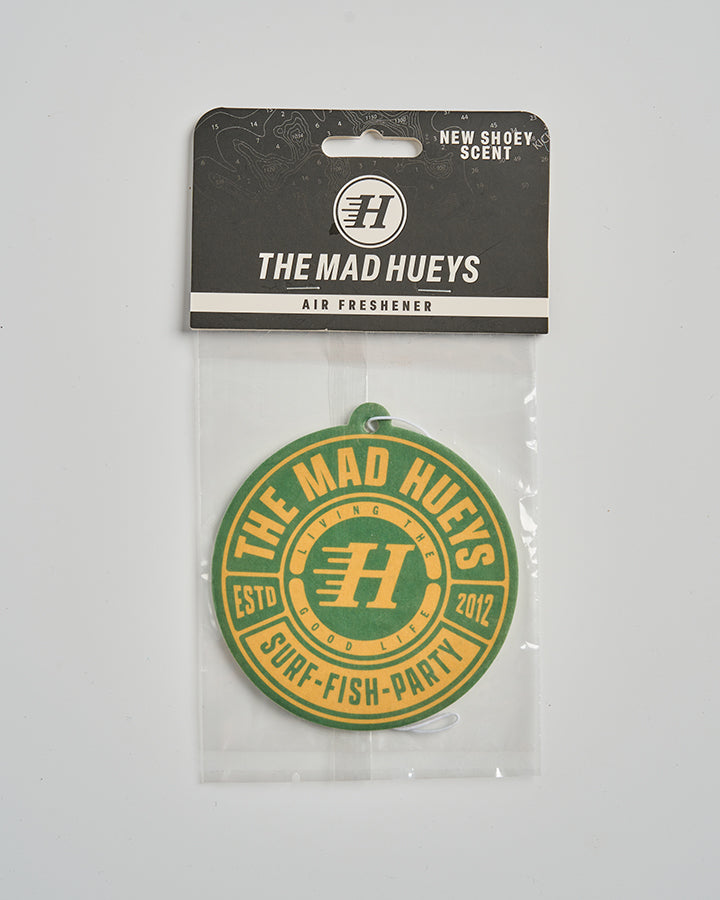 NEW SHOEY
SCENT
H
THE MAD HUEYS
AIR FRESHENER
THE MAD HUEYS
LIVING THE
H
GOOD LIFE
ESTD
2012
SURF-FISH-PARTY